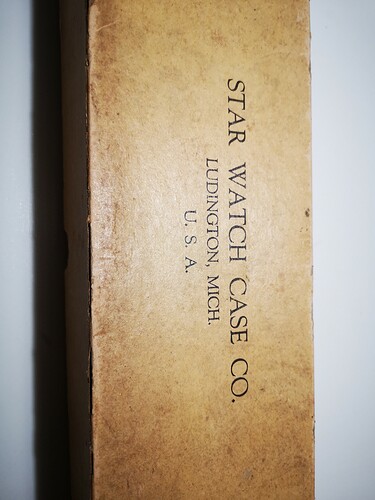 STAR WATCH CASE CO.
LUDINGTON, MICH.
U. S. A.